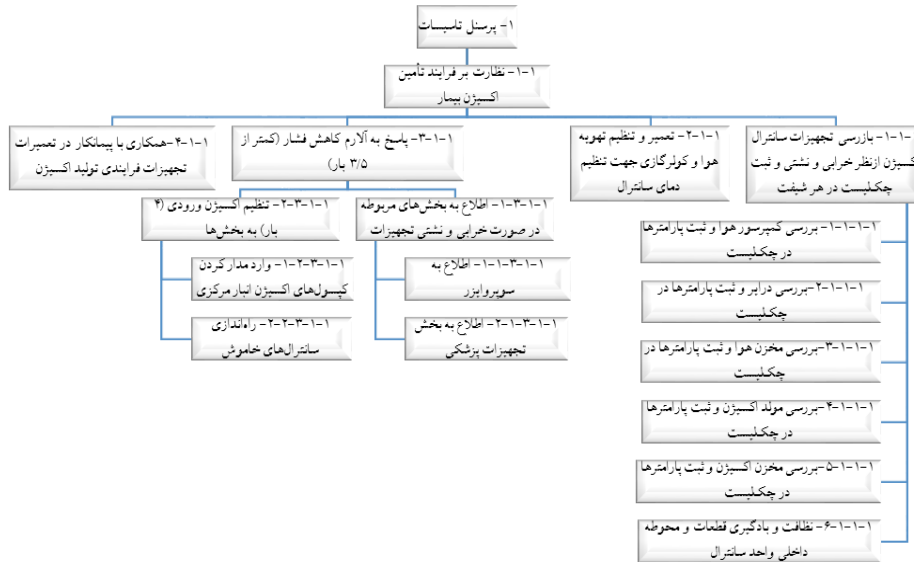 ۱- پرسنل تاسیسات
۱-۱- نظارت بر فرایند تأمین
اکسیژن بیمار
۱-۱-۱- بازرسی تجهیزات سانترال
اکسیژن ازنظر خرابی و نشتی و ثبت
چک‌لیست در هر شیفت
۲-۱-۱- تعمیر و تنظیم تهویه
هوا و کولرگازی جهت تنظیم
دمای سانترال
۳-۱-۱- پاسخ به آلارم کاهش فشار (کمتر از
۳/۵ بار)
۴-۱-۱-همکاری با پیمانکار در تعمیرات
تجهیزات فرایندی تولید اکسیژن
۱-۱-۱-۱- بررسی کمپرسور هوا و ثبت پارامترها
در چکلیست
۲-۱-۱-۱-بررسی درایر و ثبت پارامترها در
چکلیست
۳-۱-۱-۱-بررسی مخزن هوا و ثبت پارامترها در
چکلیست
۴-۱-۱-۱-بررسی مولد اکسیژن و ثبت پارامترها
در چکلیست
۵-۱-۱-۱-بررسی مخزن اکسیژن و ثبت پارامترها
در چکلیست
۶-۱-۱-۱- نظافت و بادگیری قطعات و محوطه
داخلی واحد سانترال
۱-۳-۱-۱- اطلاع به بخش‌های مربوطه
در صورت خرابی و نشتی تجهیزات
۱-۱-۳-۱-۱- اطلاع به
سوپروایزر
۲-۱-۳-۱-۱- اطلاع به بخش
تجهیزات پزشکی
۲-۳-۱-۱- تنظیم اکسیژن ورودی (۴
بار) به بخش‌ها
۱-۲-۳-۱-۱- وارد مدار کردن
کپسول‌های اکسیژن انبار مرکزی
۲-۲-۳-۱-۱- راه‌اندازی
سانترال‌های خاموش